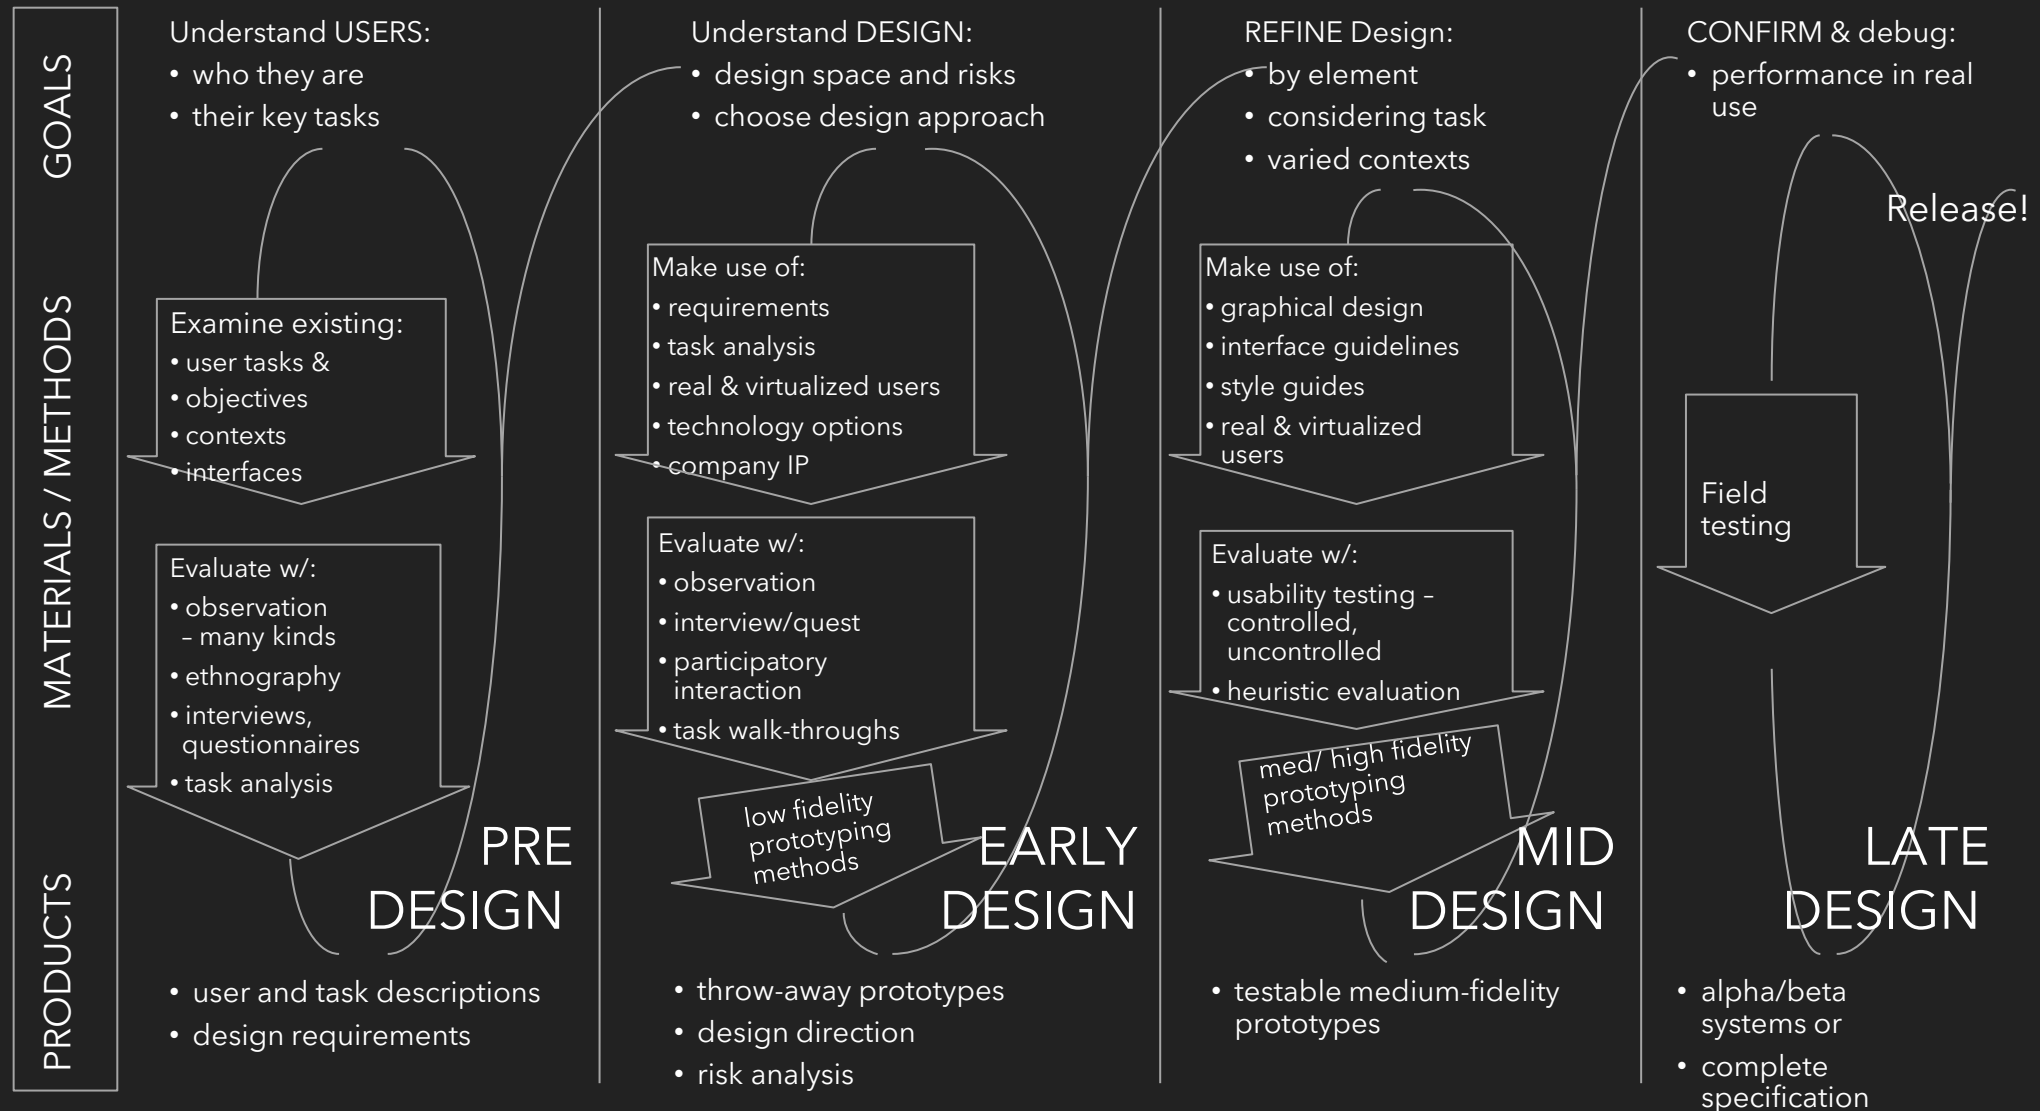 GOALS
MATERIALS / METHODS
PRODUCTS
Understand USERS:
• who they are
• their key tasks
Examine existing:
• user tasks &
• objectives
• contexts
• interfaces
Evaluate w/:
• observation
– many kinds
• ethnography
• interviews,
questionnaires
• task analysis
PRE
DESIGN
• user and task descriptions
• design requirements
Understand DESIGN:
• design space and risks
• choose design approach
Make use of:
• requirements
• task analysis
• real & virtualized users
• technology options
• company IP
Evaluate w/:
• observation
• interview/quest
• participatory
interaction
• task walk-throughs
low fidelity
prototyping
methods
EARLY
DESIGN
• throw-away prototypes
• design direction
• risk analysis
REFINE Design:
• by element
• considering task
• varied contexts
Make use of:
• graphical design
• interface guidelines
• style guides
• real & virtualized
users
Evaluate w/:
• usability testing –
controlled,
uncontrolled
• heuristic evaluation
med/ high fidelity
prototyping
methods
MID
DESIGN
• testable medium-fidelity
prototypes
CONFIRM & debug:
• performance in real
use
Release!
Field
testing
LATE
DESIGN
• alpha/beta
systems or
• complete
specification